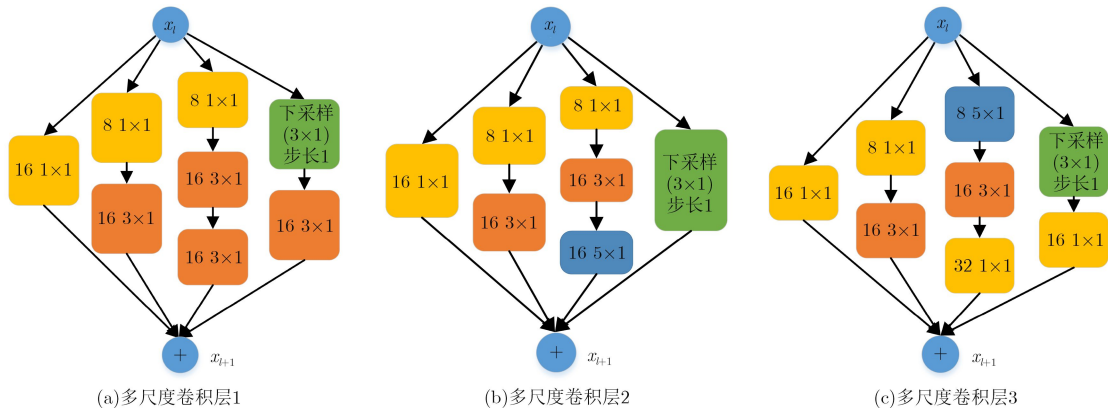 x_l
16 1×1
8 1×1
16 3×1
8 1×1
16 3×1
16 3×1
下采样
(3×1)
步长1
16 3×1
+
x_{l+1}
(a)多尺度卷积层1
x_l
16 1×1
8 1×1
16 3×1
8 1×1
16 3×1
16 5×1
下采样
(3×1)
步长1
+
x_{l+1}
(b)多尺度卷积层2
x_l
16 1×1
8 1×1
16 3×1
8 5×1
16 3×1
32 1×1
下采样
(3×1)
步长1
16 1×1
+
x_{l+1}
(c)多尺度卷积层3